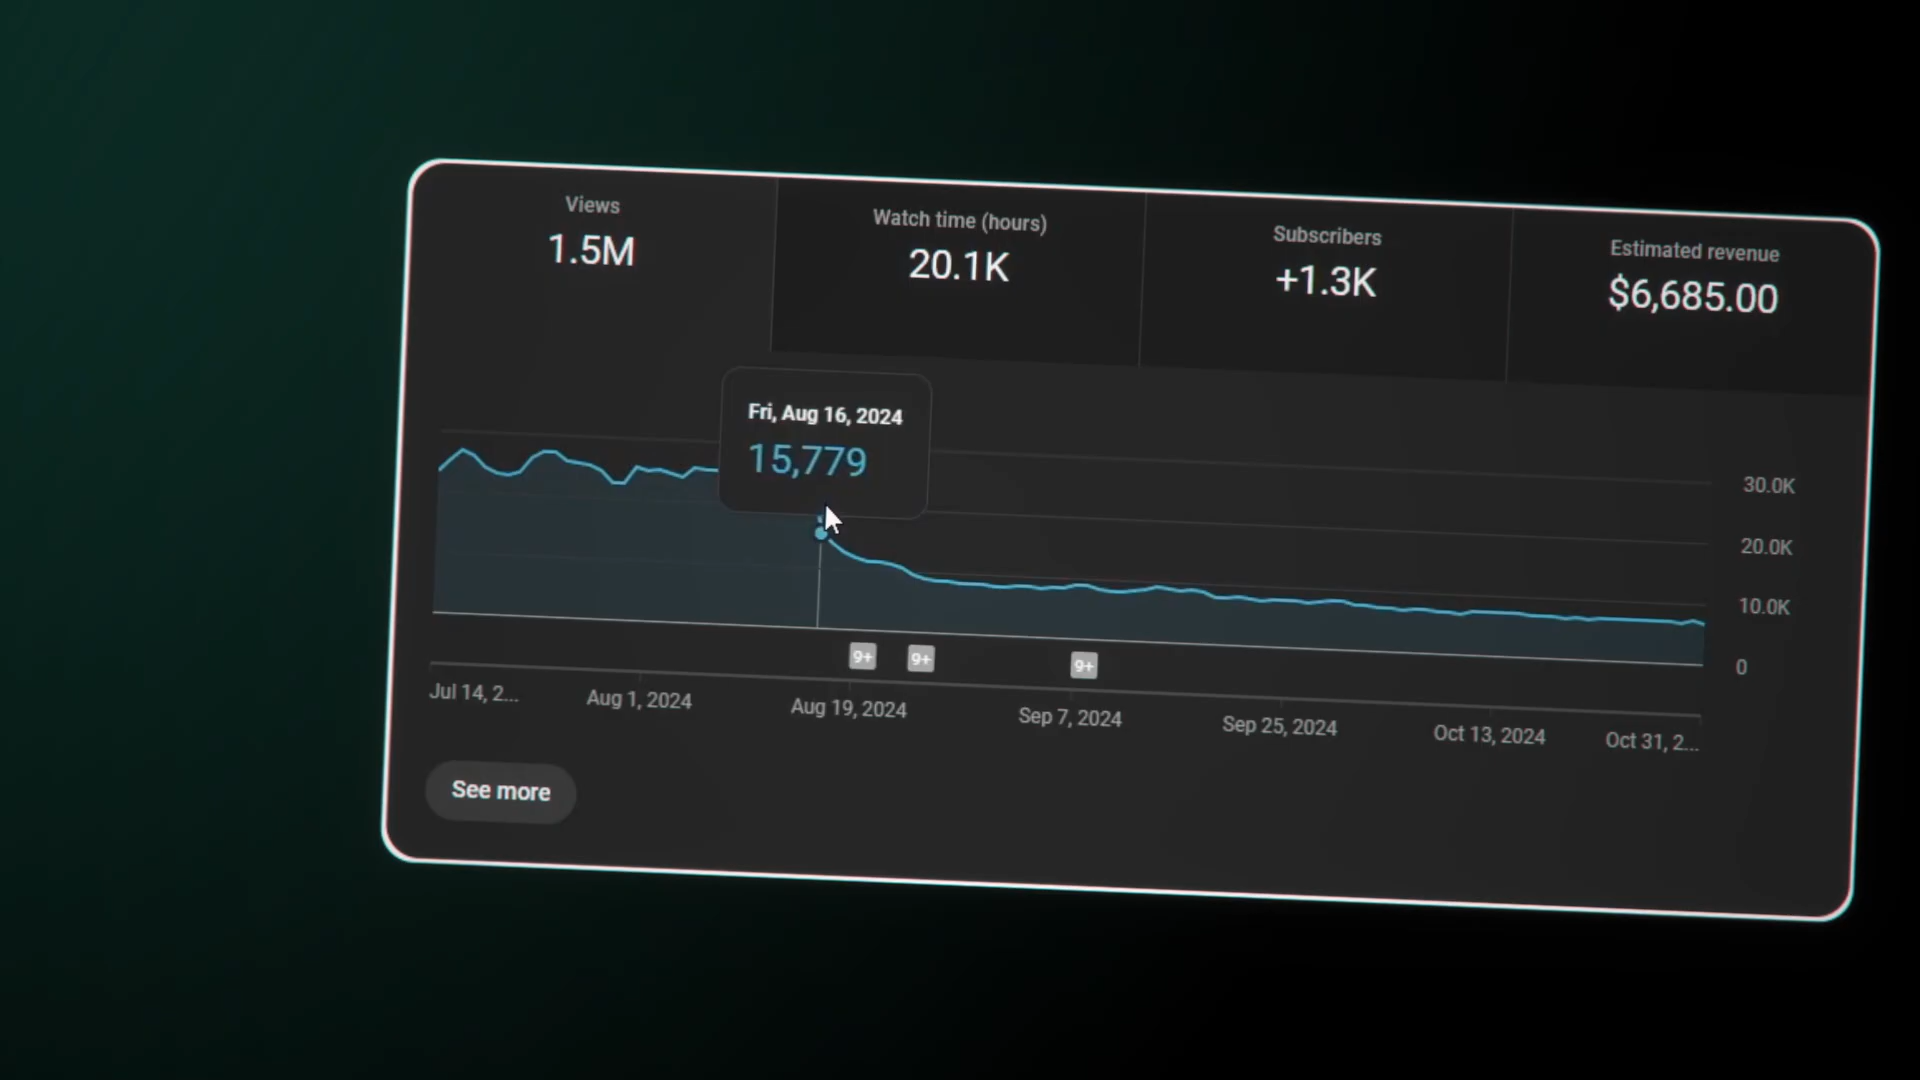 Views
1.5M
Watch time (hours)
20.1K
Subscribers
+1.3K
Estimated revenue
$6,685.00
Fri, Aug 16, 2024
15,779
30.0K
20.0K
10.0K
0
9+
9+
9+
Jul 14, 2...
Aug 1, 2024
Aug 19, 2024
Sep 7, 2024
Sep 25, 2024
Oct 13, 2024
Oct 31, 2...
See more